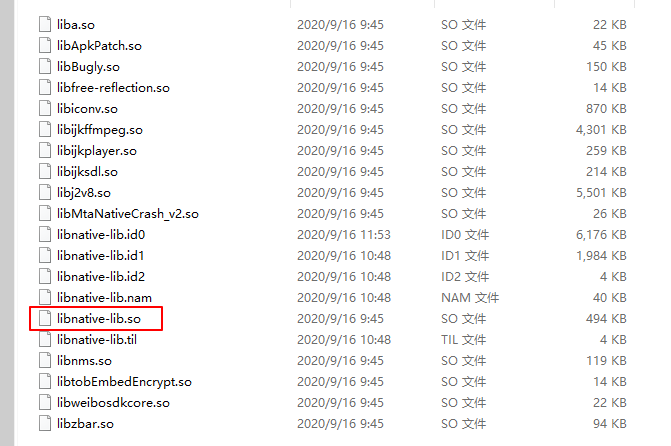 liba.so 2020/9/16 9:45 SO 文件 22 KB
libApkPatch.so 2020/9/16 9:45 SO 文件 45 KB
libBugly.so 2020/9/16 9:45 SO 文件 150 KB
libfree-reflection.so 2020/9/16 9:45 SO 文件 14 KB
libiconv.so 2020/9/16 9:45 SO 文件 870 KB
libijkffmpeg.so 2020/9/16 9:45 SO 文件 4,301 KB
libijkplayer.so 2020/9/16 9:45 SO 文件 259 KB
libijksdl.so 2020/9/16 9:45 SO 文件 214 KB
libj2v8.so 2020/9/16 9:45 SO 文件 5,501 KB
libMtaNativeCrash_v2.so 2020/9/16 9:45 SO 文件 26 KB
libnative-lib.id0 2020/9/16 11:53 ID0 文件 6,176 KB
libnative-lib.id1 2020/9/16 10:48 ID1 文件 1,984 KB
libnative-lib.id2 2020/9/16 10:48 ID2 文件 4 KB
libnative-lib.nam 2020/9/16 10:48 NAM 文件 40 KB
libnative-lib.so 2020/9/16 9:45 SO 文件 494 KB
libnative-lib.til 2020/9/16 10:48 TIL 文件 4 KB
libnms.so 2020/9/16 9:45 SO 文件 119 KB
libtobEmbedEncrypt.so 2020/9/16 9:45 SO 文件 14 KB
libweibosdkcore.so 2020/9/16 9:45 SO 文件 22 KB
libzbar.so 2020/9/16 9:45 SO 文件 94 KB